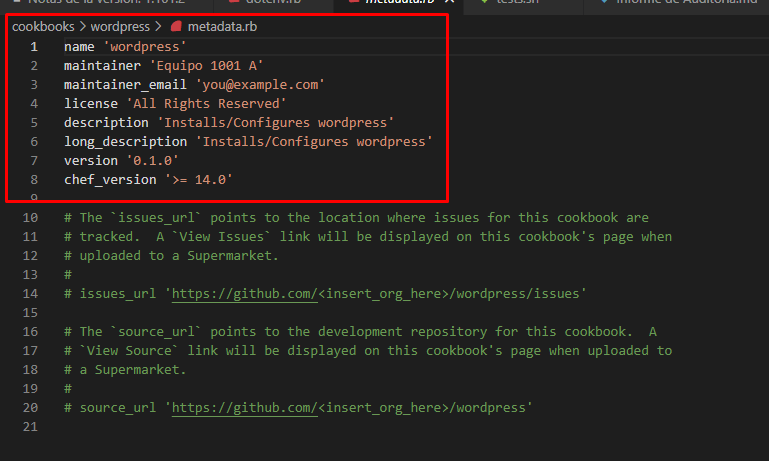 Notas de la versión: 1.101.2 dotenv.rb metadata.rb tests.sh Informe de Auditoria.md
cookbooks > wordpress > metadata.rb
1 name 'wordpress'
2 maintainer 'Equipo 1001 A'
3 maintainer_email 'you@example.com'
4 license 'All Rights Reserved'
5 description 'Installs/Configures wordpress'
6 long_description 'Installs/Configures wordpress'
7 version '0.1.0'
8 chef_version '>= 14.0'
9
10 # The `issues_url` points to the location where issues for this cookbook are
11 # tracked.  A `View Issues` link will be displayed on this cookbook's page when
12 # uploaded to a Supermarket.
13 #
14 # issues_url 'https://github.com/<insert_org_here>/wordpress/issues'
15
16 # The `source_url` points to the development repository for this cookbook.  A
17 # `View Source` link will be displayed on this cookbook's page when uploaded to
18 # a Supermarket.
19 #
20 # source_url 'https://github.com/<insert_org_here>/wordpress'
21